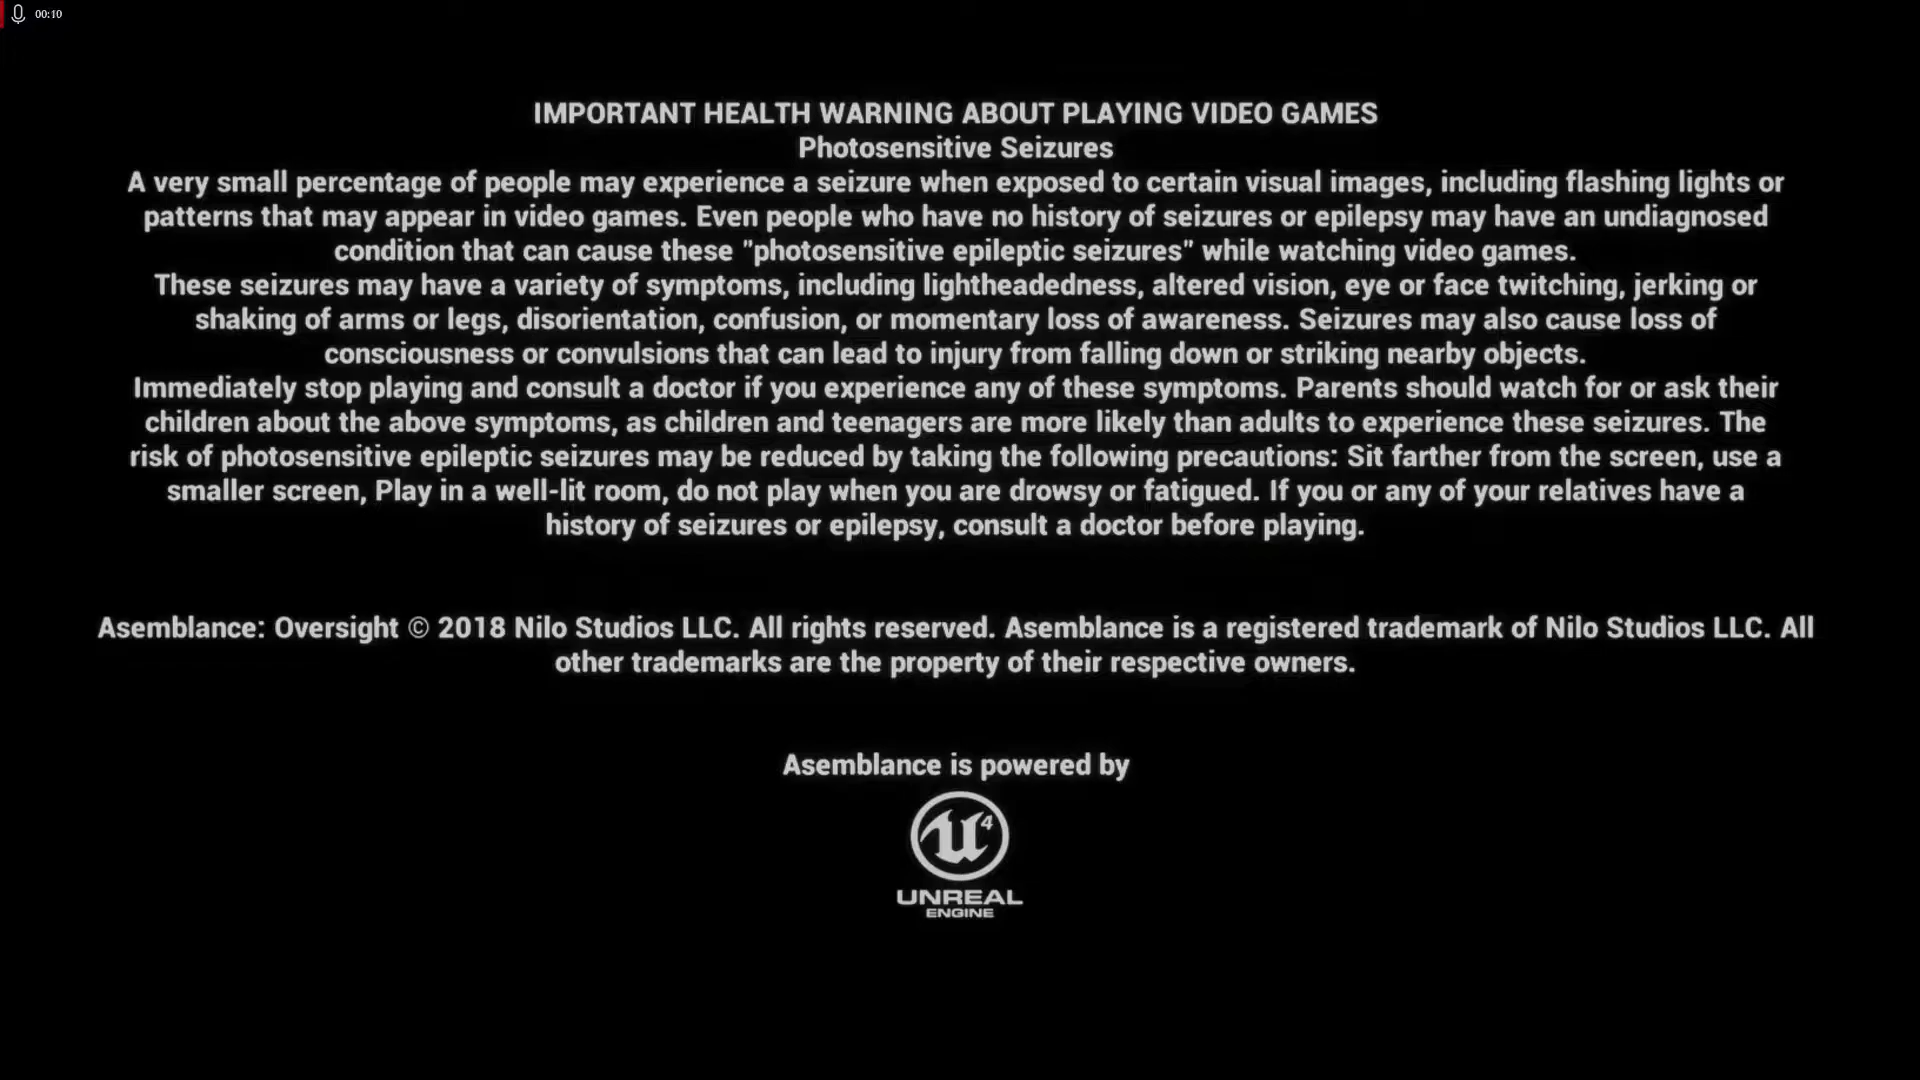 00:10
IMPORTANT HEALTH WARNING ABOUT PLAYING VIDEO GAMES
Photosensitive Seizures
A very small percentage of people may experience a seizure when exposed to certain visual images, including flashing lights or
patterns that may appear in video games. Even people who have no history of seizures or epilepsy may have an undiagnosed
condition that can cause these "photosensitive epileptic seizures" while watching video games.
These seizures may have a variety of symptoms, including lightheadedness, altered vision, eye or face twitching, jerking or
shaking of arms or legs, disorientation, confusion, or momentary loss of awareness. Seizures may also cause loss of
consciousness or convulsions that can lead to injury from falling down or striking nearby objects.
Immediately stop playing and consult a doctor if you experience any of these symptoms. Parents should watch for or ask their
children about the above symptoms, as children and teenagers are more likely than adults to experience these seizures. The
risk of photosensitive epileptic seizures may be reduced by taking the following precautions: Sit farther from the screen, use a
smaller screen, Play in a well-lit room, do not play when you are drowsy or fatigued. If you or any of your relatives have a
history of seizures or epilepsy, consult a doctor before playing.
Asemblance: Oversight © 2018 Nilo Studios LLC. All rights reserved. Asemblance is a registered trademark of Nilo Studios LLC. All
other trademarks are the property of their respective owners.
Asemblance is powered by
U4
UNREAL
ENGINE